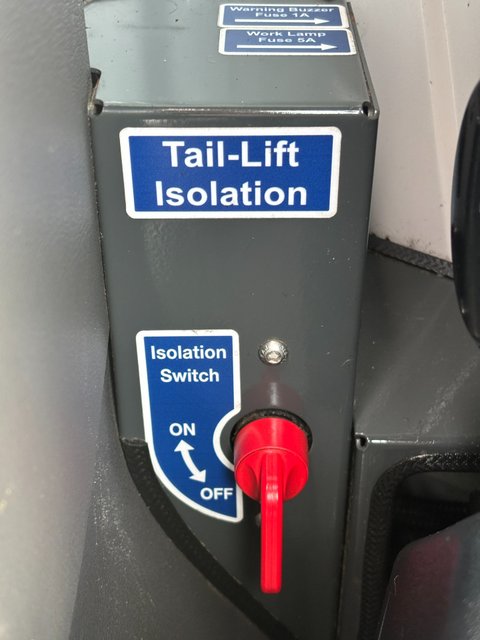 Warning Buzzer
Fuse 1A
Work Lamp
Fuse 5A
Tail-Lift
Isolation
Isolation
Switch
ON
OFF